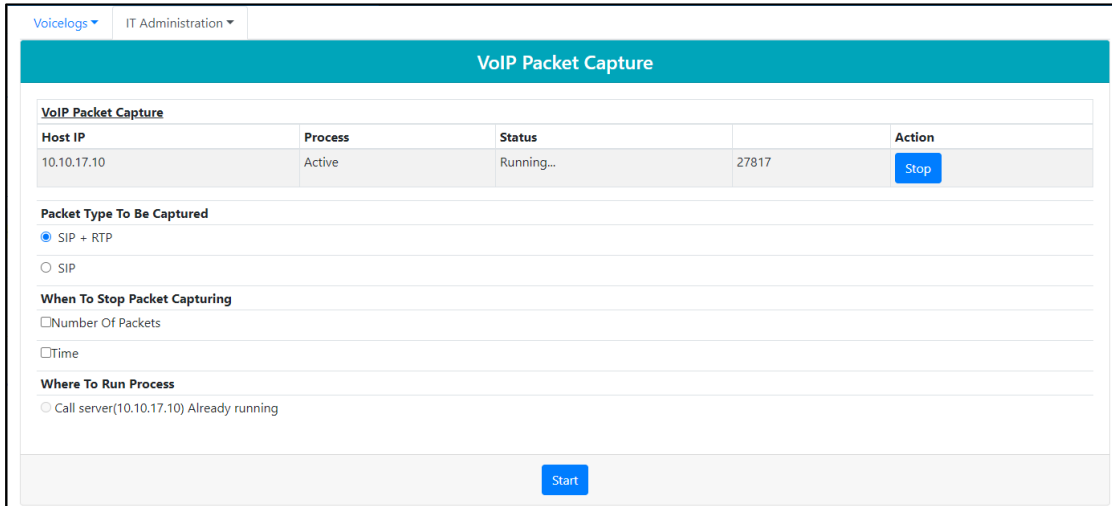 Voicelogs IT Administration
VoIP Packet Capture
VoIP Packet Capture
Host IP Process Status Action
10.10.17.10 Active Running... 27817 Stop
Packet Type To Be Captured
SIP + RTP
SIP
When To Stop Packet Capturing
Number Of Packets
Time
Where To Run Process
Call server(10.10.17.10) Already running
Start